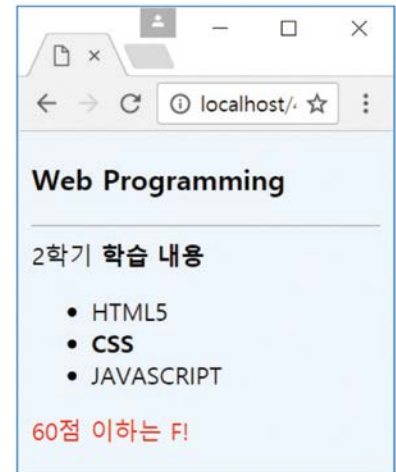 localhost/
Web Programming
2학기 학습 내용
HTML5
CSS
JAVASCRIPT
60점 이하는 F!